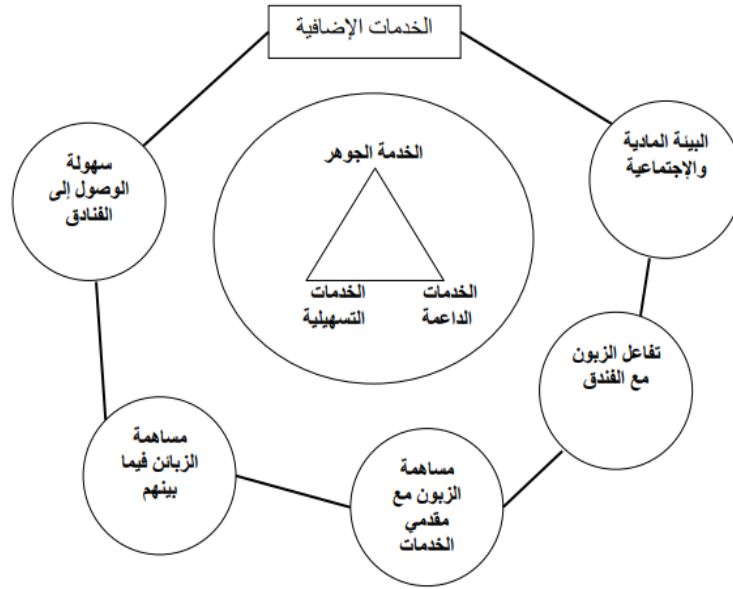 الخدمات الإضافية
البيئة المادية
والإجتماعية
سهولة
الوصول إلى
الفنادق
الخدمة الجوهر
الخدمات
الداعمة
الخدمات
التسهيلية
تفاعل الزبون
مع الفندق
مساهمة
الزبون مع
مقدمي
الخدمات
مساهمة
الزبائن فيما
بينهم